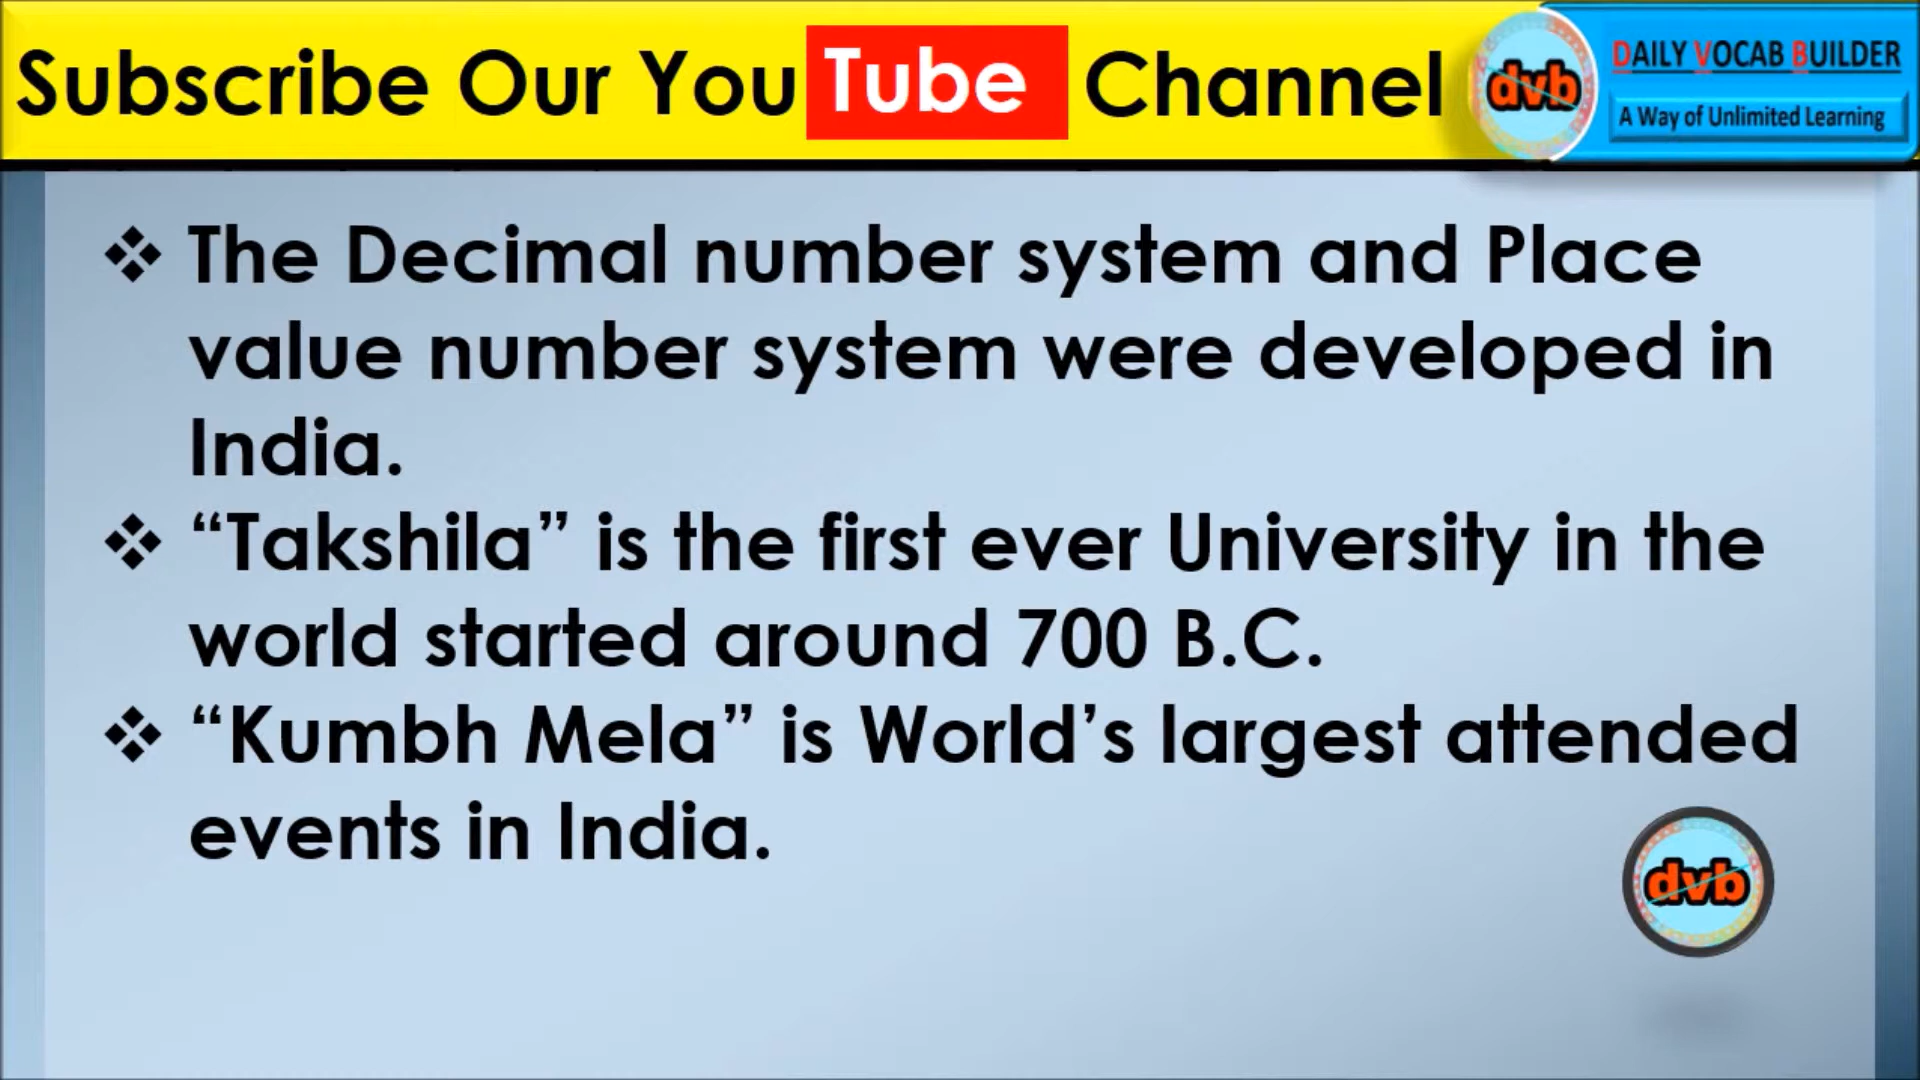 Subscribe Our YouTube Channel
dvb
DAILY VOCAB BUILDER
A Way of Unlimited Learning
❖ The Decimal number system and Place
value number system were developed in
India.
❖ “Takshila” is the first ever University in the
world started around 700 B.C.
❖ “Kumbh Mela” is World’s largest attended
events in India.
dvb